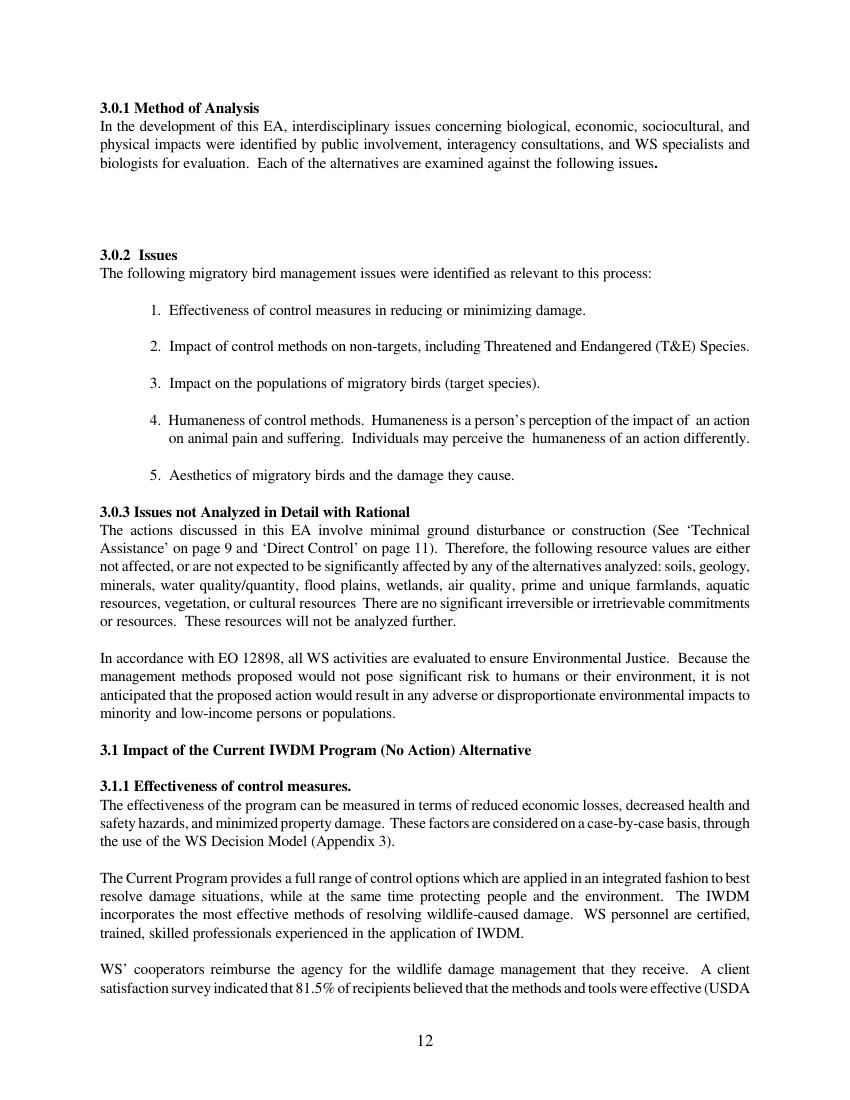 3.0.1 Method of Analysis
In the development of this EA, interdisciplinary issues concerning biological, economic, sociocultural, and
physical impacts were identified by public involvement, interagency consultations, and WS specialists and
biologists for evaluation.  Each of the alternatives are examined against the following issues.
3.0.2  Issues
The following migratory bird management issues were identified as relevant to this process:
1.  Effectiveness of control measures in reducing or minimizing damage.
2.  Impact of control methods on non-targets, including Threatened and Endangered (T&E) Species.
3.  Impact on the populations of migratory birds (target species).
4.  Humaneness of control methods.  Humaneness is a person’s perception of the impact of  an action
on animal pain and suffering.  Individuals may perceive the  humaneness of an action differently.
5.  Aesthetics of migratory birds and the damage they cause.
3.0.3 Issues not Analyzed in Detail with Rational
The actions discussed in this EA involve minimal ground disturbance or construction (See ‘Technical
Assistance’ on page 9 and ‘Direct Control’ on page 11).  Therefore, the following resource values are either
not affected, or are not expected to be significantly affected by any of the alternatives analyzed: soils, geology,
minerals, water quality/quantity, flood plains, wetlands, air quality, prime and unique farmlands, aquatic
resources, vegetation, or cultural resources  There are no significant irreversible or irretrievable commitments
or resources.  These resources will not be analyzed further.
In accordance with EO 12898, all WS activities are evaluated to ensure Environmental Justice.  Because the
management methods proposed would not pose significant risk to humans or their environment, it is not
anticipated that the proposed action would result in any adverse or disproportionate environmental impacts to
minority and low-income persons or populations.
3.1 Impact of the Current IWDM Program (No Action) Alternative
3.1.1 Effectiveness of control measures.
The effectiveness of the program can be measured in terms of reduced economic losses, decreased health and
safety hazards, and minimized property damage.  These factors are considered on a case-by-case basis, through
the use of the WS Decision Model (Appendix 3).
The Current Program provides a full range of control options which are applied in an integrated fashion to best
resolve damage situations, while at the same time protecting people and the environment.  The IWDM
incorporates the most effective methods of resolving wildlife-caused damage.  WS personnel are certified,
trained, skilled professionals experienced in the application of IWDM.
WS’ cooperators reimburse the agency for the wildlife damage management that they receive.  A client
satisfaction survey indicated that 81.5% of recipients believed that the methods and tools were effective (USDA
12